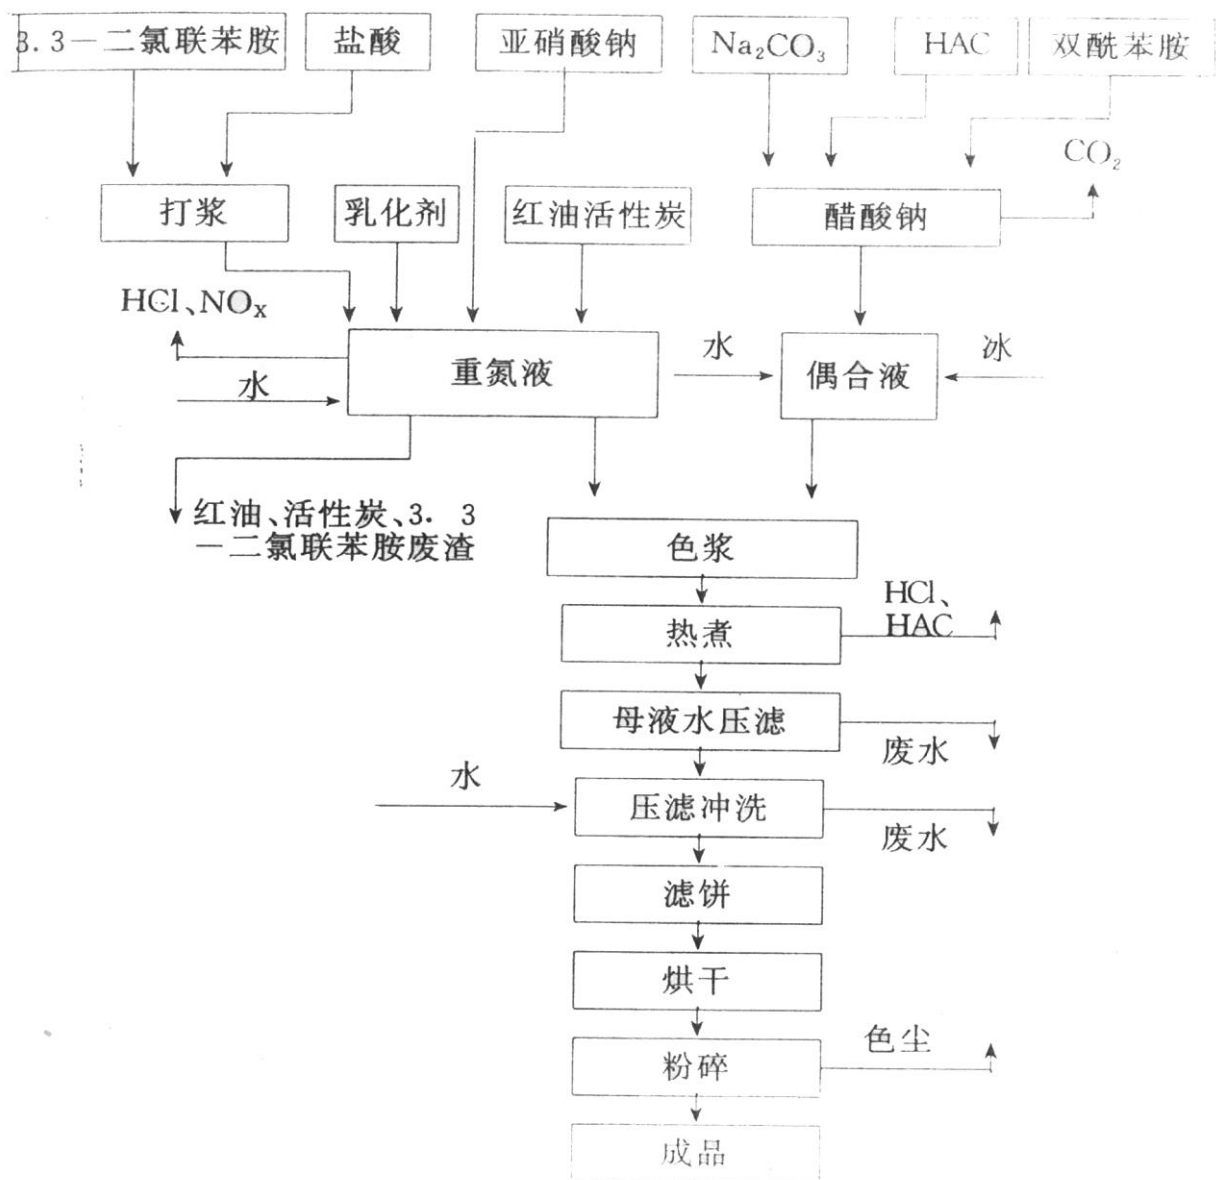 3.3－二氯联苯胺
盐酸
亚硝酸钠
Na₂CO₃
HAC
双酰苯胺
CO₂
打浆
乳化剂
红油活性炭
醋酸钠
HCl、NOₓ
水
重氮液
水
偶合液
冰
红油、活性炭、3. 3
－二氯联苯胺废渣
色浆
热煮
HCl、
HAC
母液水压滤
废水
水
压滤冲洗
废水
滤饼
烘干
粉碎
色尘
成品